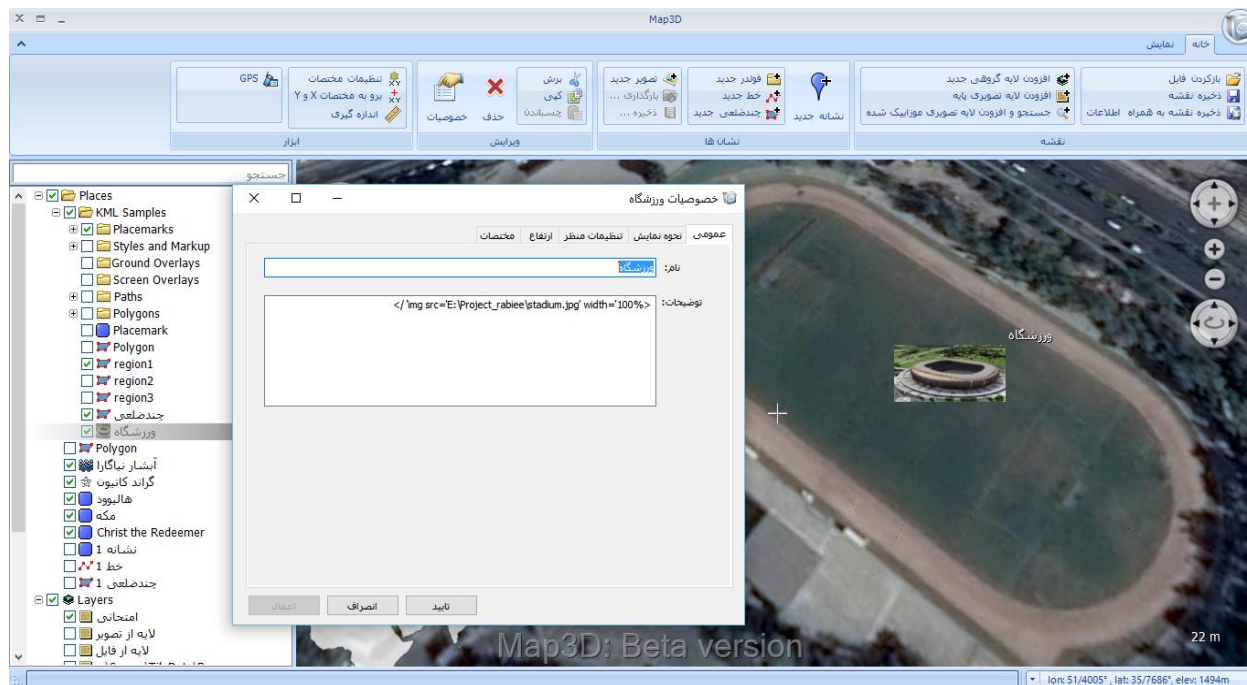 Map3D
خانه
نمایش
بازکردن فایل
ذخیره نقشه
ذخیره نقشه به همراه اطلاعات
افزودن لایه گروهی جدید
افزودن لایه تصویری پایه
جستجو و افزودن لایه تصویری موزاییک شده
نقشه
نشانه جدید
فولدر جدید
خط جدید
چندضلعی جدید
تصویر جدید
بارگذاری ...
ذخیره ...
نشان ها
برش
کپی
چسباندن
حذف
خصوصیات
ویرایش
تنظیمات مختصات
برو به مختصات X و Y
اندازه گیری
GPS
ابزار
جستجو
Places
KML Samples
Placemarks
Styles and Markup
Ground Overlays
Screen Overlays
Paths
Polygons
Placemark
Polygon
region1
region2
region3
چندضلعی
ورزشگاه
Polygon
آبشار نیاگارا
گراند کانیون
هالیوود
مکه
Christ the Redeemer
نشانه 1
خط 1
چندضلعی 1
Layers
امتحانی
لایه از تصویر
لایه از فایل
خصوصیات ورزشگاه
عمومی
نحوه نمایش
تنظیمات منظر
ارتفاع
مختصات
نام:
ورزشگاه
توضیحات:
</ 'img src='E:\Project_rabiee\stadium.jpg' width='100%<
تایید
انصراف
اعمال
ورزشگاه
Map3D: Beta version
22 m
lon: 51/4005° , lat: 35/7686°, elev: 1494m